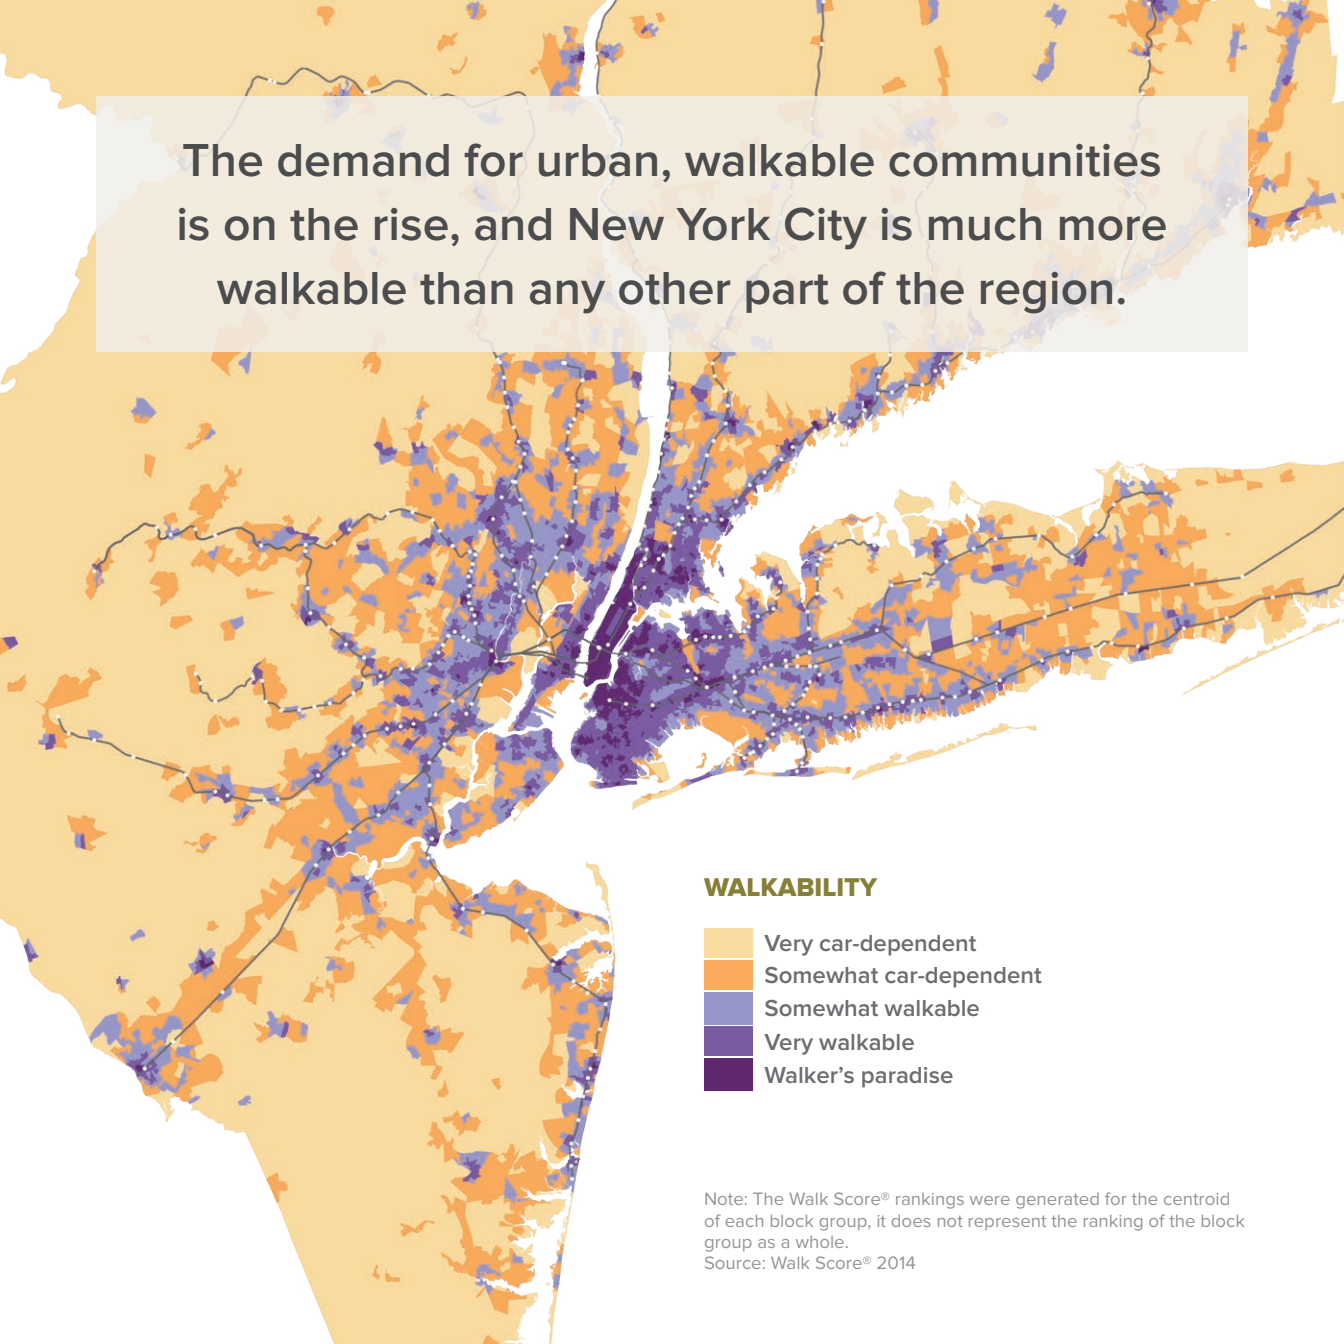 The demand for urban, walkable communities
is on the rise, and New York City is much more
walkable than any other part of the region.
WALKABILITY
Very car-dependent
Somewhat car-dependent
Somewhat walkable
Very walkable
Walker’s paradise
Note: The Walk Score® rankings were generated for the centroid
of each block group, it does not represent the ranking of the block
group as a whole.
Source: Walk Score® 2014